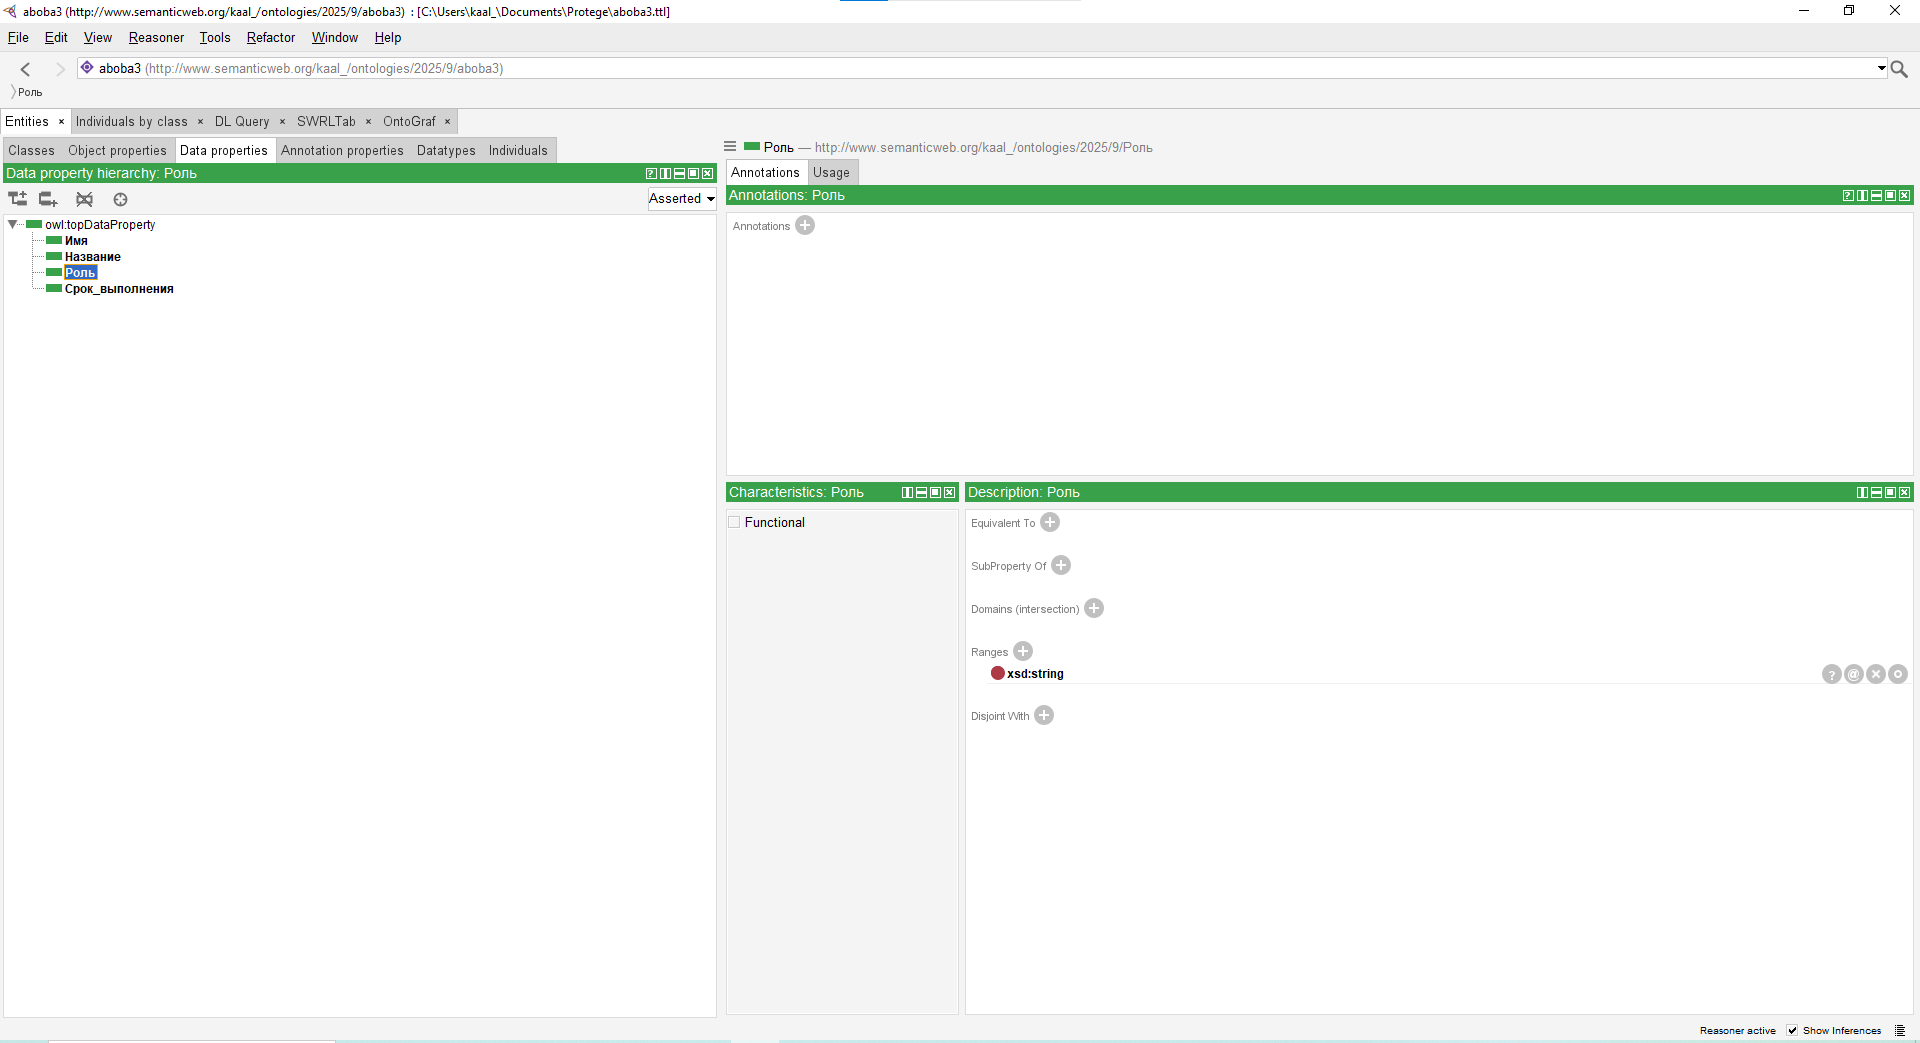 aboba3 (http://www.semanticweb.org/kaal_/ontologies/2025/9/aboba3) : [C:\Users\kaal_\Documents\Protege\aboba3.ttl]
File Edit View Reasoner Tools Refactor Window Help
aboba3 (http://www.semanticweb.org/kaal_/ontologies/2025/9/aboba3)
Роль
Entities × Individuals by class × DL Query × SWRLTab × OntoGraf ×
Classes Object properties Data properties Annotation properties Datatypes Individuals
Data property hierarchy: Роль
Asserted
owl:topDataProperty
Имя
Название
Роль
Срок_выполнения
Роль — http://www.semanticweb.org/kaal_/ontologies/2025/9/Роль
Annotations Usage
Annotations: Роль
Annotations
Characteristics: Роль
Functional
Description: Роль
Equivalent To
SubProperty Of
Domains (intersection)
Ranges
xsd:string
Disjoint With
Reasoner active Show Inferences